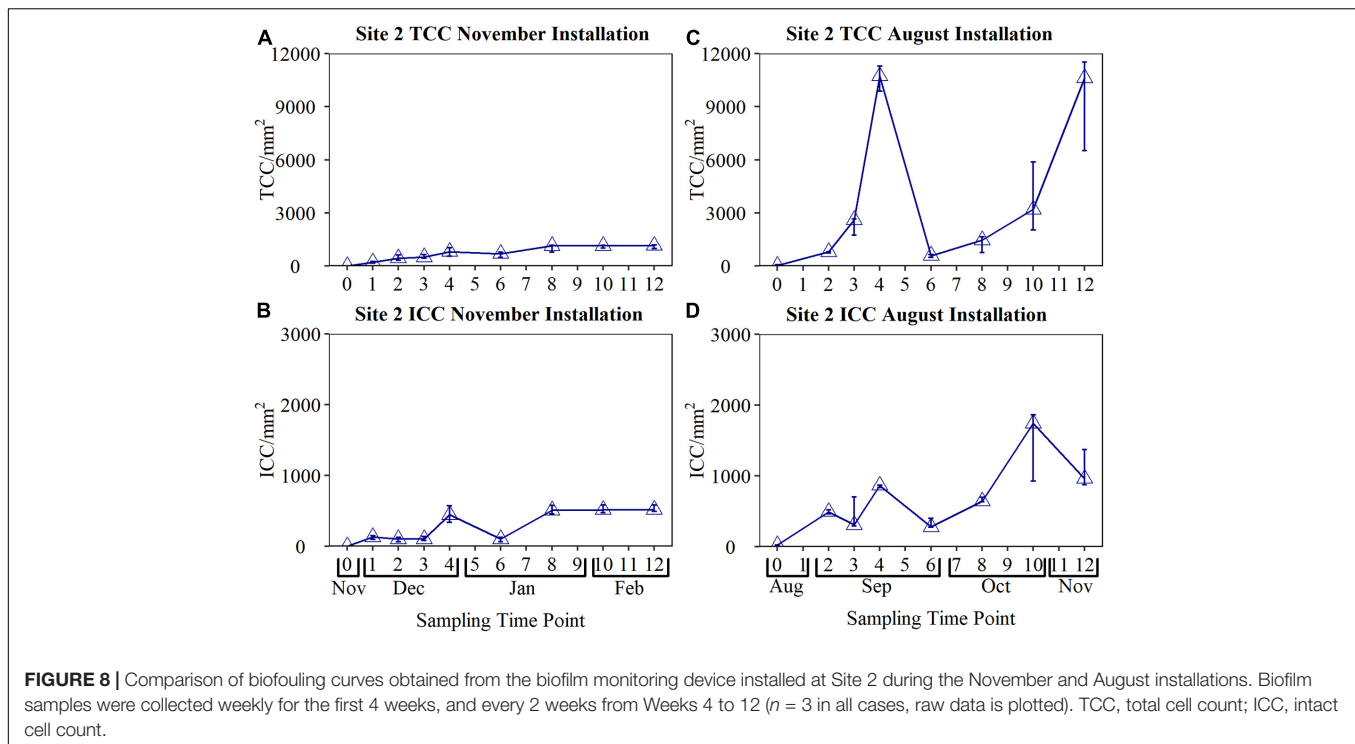 A
Site 2 TCC November Installation
12000
9000
6000
3000
0
TCC/mm²
0 1 2 3 4 5 6 7 8 9 10 11 12
B
Site 2 ICC November Installation
3000
2000
1000
0
ICC/mm²
0 1 2 3 4 5 6 7 8 9 10 11 12
Nov Dec Jan Feb
Sampling Time Point
C
Site 2 TCC August Installation
12000
9000
6000
3000
0
TCC/mm²
0 1 2 3 4 5 6 7 8 9 10 11 12
D
Site 2 ICC August Installation
3000
2000
1000
0
ICC/mm²
0 1 2 3 4 5 6 7 8 9 10 11 12
Aug Sep Oct Nov
Sampling Time Point
FIGURE 8 | Comparison of biofouling curves obtained from the biofilm monitoring device installed at Site 2 during the November and August installations. Biofilm
samples were collected weekly for the first 4 weeks, and every 2 weeks from Weeks 4 to 12 (n = 3 in all cases, raw data is plotted). TCC, total cell count; ICC, intact
cell count.